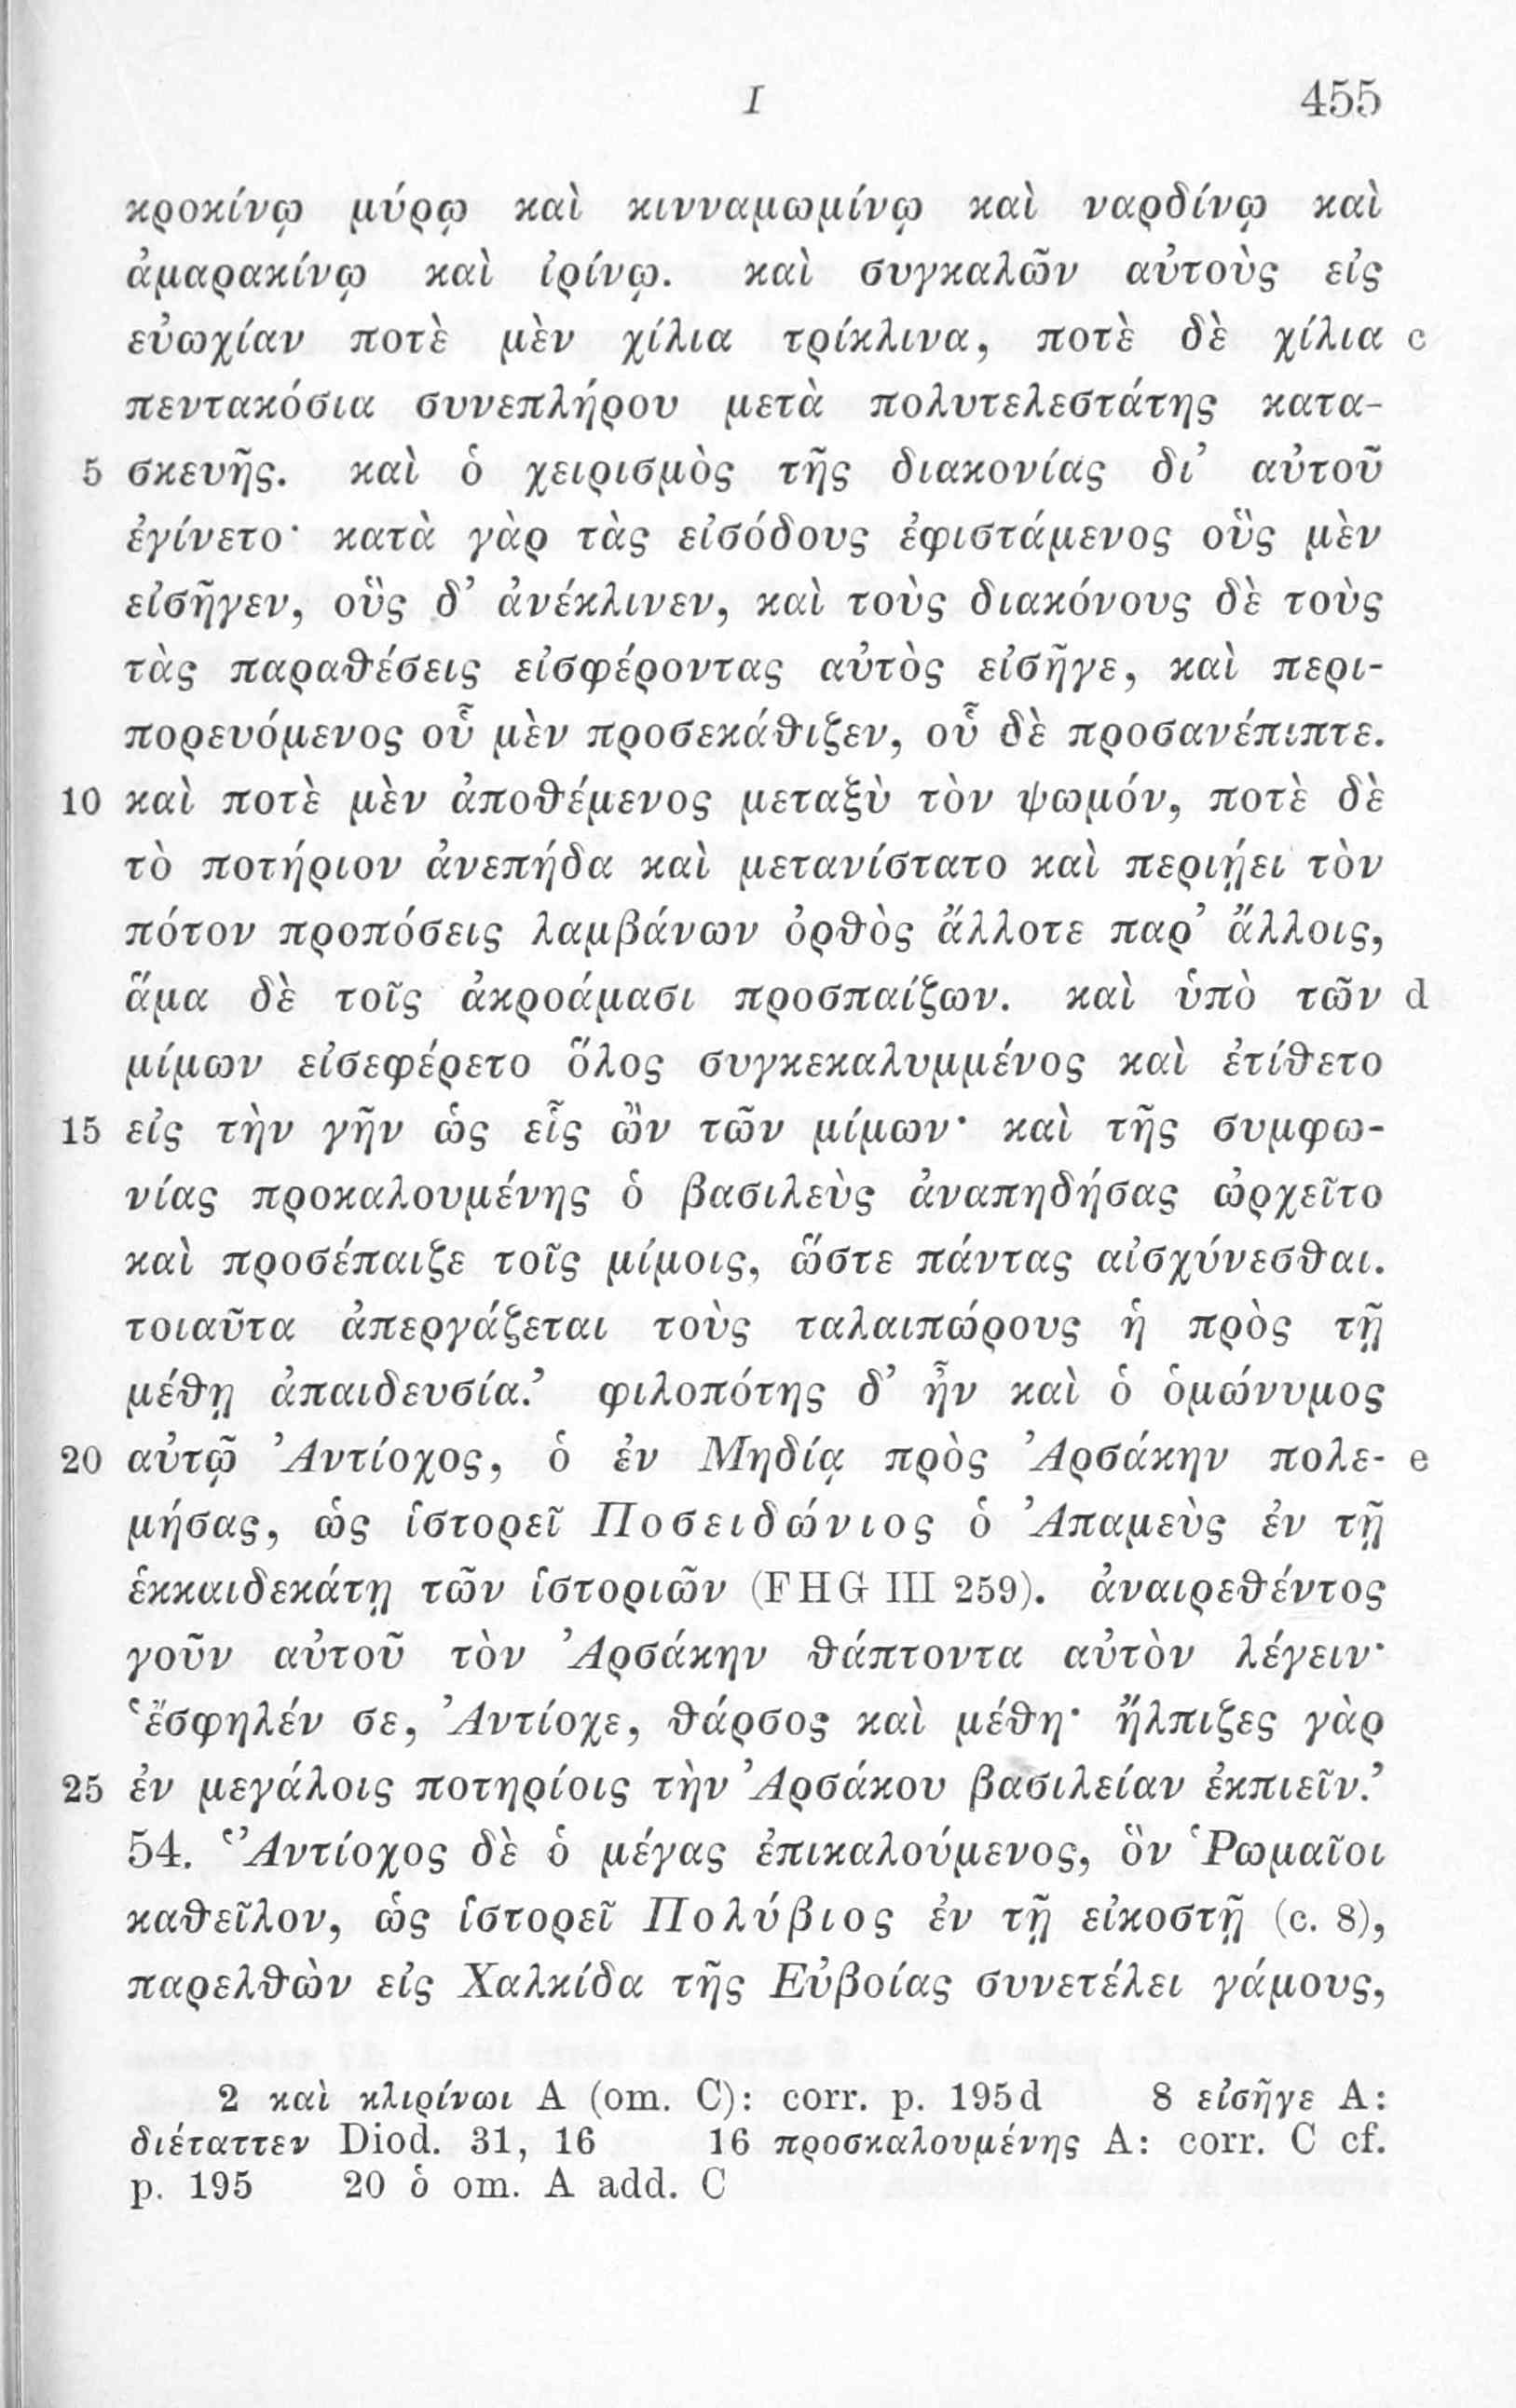 I 455
κροκίνῳ μύρῳ καὶ κινναμωμίνῳ καὶ ναρδίνῳ καὶ
ἀμαρακίνῳ καὶ ἰρίνῳ. καὶ συγκαλῶν αὐτοὺς εἰς
εὐωχίαν ποτὲ μὲν χίλια τρίκλινα, ποτὲ δὲ χίλια c
πεντακόσια συνεπλήρου μετὰ πολυτελεστάτης κατα-
5 σκευῆς. καὶ ὁ χειρισμὸς τῆς διακονίας δι’ αὐτοῦ
ἐγίνετο· κατὰ γὰρ τὰς εἰσόδους ἐφιστάμενος οὓς μὲν
εἰσῆγεν, οὓς δ’ ἀνέκλινεν, καὶ τοὺς διακόνους δὲ τοὺς
τὰς παραθέσεις εἰσφέροντας αὐτὸς εἰσῆγε, καὶ περι-
πορευόμενος οὗ μὲν προσεκάθιζεν, οὗ δὲ προσανέπιπτε.
10 καὶ ποτὲ μὲν ἀποθέμενος μεταξὺ τὸν ψωμόν, ποτὲ δὲ
τὸ ποτήριον ἀνεπήδα καὶ μετανίστατο καὶ περιῄει τὸν
πότον προπόσεις λαμβάνων ὀρθὸς ἄλλοτε παρ’ ἄλλοις,
ἅμα δὲ τοῖς ἀκροάμασι προσπαίζων. καὶ ὑπὸ τῶν d
μίμων εἰσεφέρετο ὅλος συγκεκαλυμμένος καὶ ἐτίθετο
15 εἰς τὴν γῆν ὡς εἷς ὢν τῶν μίμων· καὶ τῆς συμφω-
νίας προκαλουμένης ὁ βασιλεὺς ἀναπηδήσας ὠρχεῖτο
καὶ προσέπαιζε τοῖς μίμοις, ὥστε πάντας αἰσχύνεσθαι.
τοιαῦτα ἀπεργάζεται τοὺς ταλαιπώρους ἡ πρὸς τῇ
μέθῃ ἀπαιδευσία.’ φιλοπότης δ’ ἦν καὶ ὁ ὁμώνυμος
20 αὐτῷ Ἀντίοχος, ὁ ἐν Μηδίᾳ πρὸς Ἀρσάκην πολε- e
μήσας, ὡς ἱστορεῖ Ποσειδώνιος ὁ Ἀπαμεὺς ἐν τῇ
ἑκκαιδεκάτῃ τῶν ἱστοριῶν (FHG III 259). ἀναιρεθέντος
γοῦν αὐτοῦ τὸν Ἀρσάκην θάπτοντα αὐτὸν λέγειν·
‘ἔσφηλέν σε, Ἀντίοχε, θάρσος καὶ μέθη· ἤλπιζες γὰρ
25 ἐν μεγάλοις ποτηρίοις τὴν Ἀρσάκου βασιλείαν ἐκπιεῖν.’
54. ‘Ἀντίοχος δὲ ὁ μέγας ἐπικαλούμενος, ὃν Ῥωμαῖοι
καθεῖλον, ὡς ἱστορεῖ Πολύβιος ἐν τῇ εἰκοστῇ (c. 8),
παρελθὼν εἰς Χαλκίδα τῆς Εὐβοίας συνετέλει γάμους,
2 καὶ κλιρίνωι A (om. C): corr. p. 195d 8 εἰσῆγε A:
διέταττεν Diod. 31, 16 16 προσκαλουμένης A: corr. C cf.
p. 195 20 ὁ om. A add. C